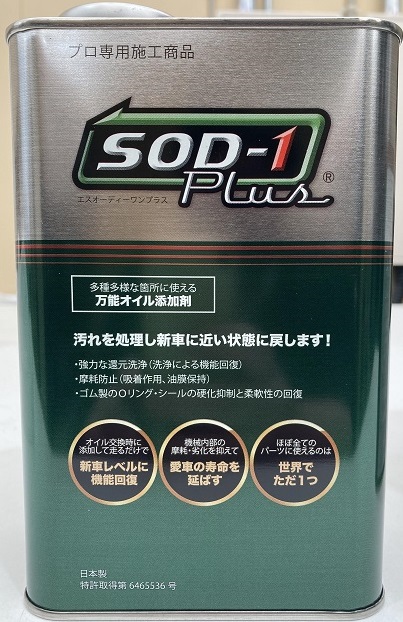 プロ専用施工商品
SOD-1
Plus®
エスオーディーワンプラス
多種多様な箇所に使える
万能オイル添加剤
汚れを処理し新車に近い状態に戻します！
・強力な還元洗浄（洗浄による機能回復）
・摩耗防止（吸着作用、油膜保持）
・ゴム製のOリング・シールの硬化抑制と柔軟性の回復
オイル交換時に
添加して走るだけで
新車レベルに
機能回復
機械内部の
摩耗・劣化を抑えて
愛車の寿命を
延ばす
ほぼ全ての
パーツに使えるのは
世界で
ただ1つ
日本製
特許取得第 6465536 号